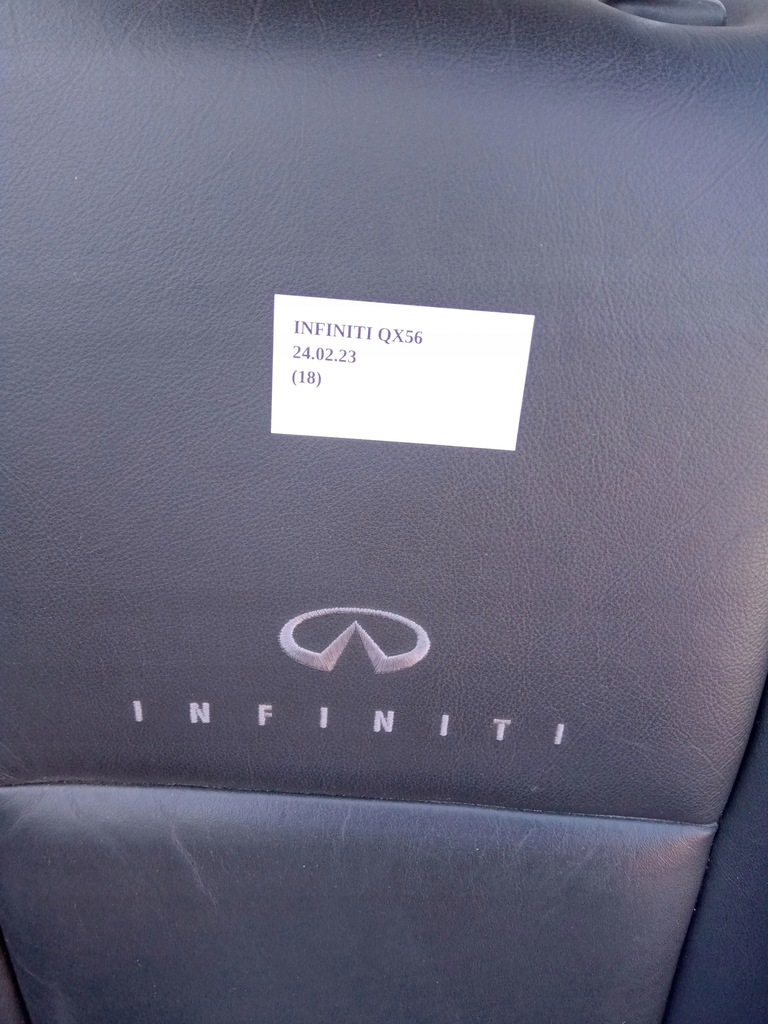 INFINITI QX56
24.02.23
(18)
INFINITI